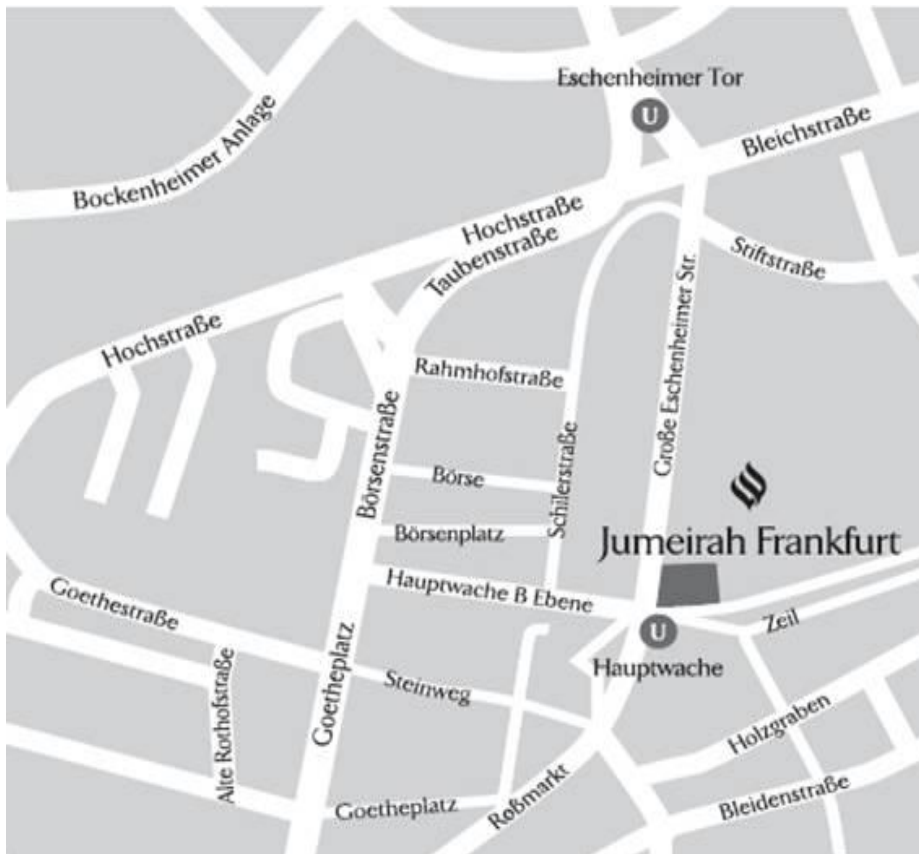 Eschenheimer Tor
U
Bleichstraße
Bockenheimer Anlage
Hochstraße
Taubenstraße
Stiftstraße
Hochstraße
Rahmhofstraße
Große Eschenheimer Str.
Börsenstraße
Börse
Schilerstraße
Börsenplatz
Jumeirah Frankfurt
Hauptwache B Ebene
Goethestraße
Zeil
U
Hauptwache
Alte Rothofstraße
Goetheplatz
Steinweg
Holzgraben
Goetheplatz
Roßmarkt
Bleidenstraße